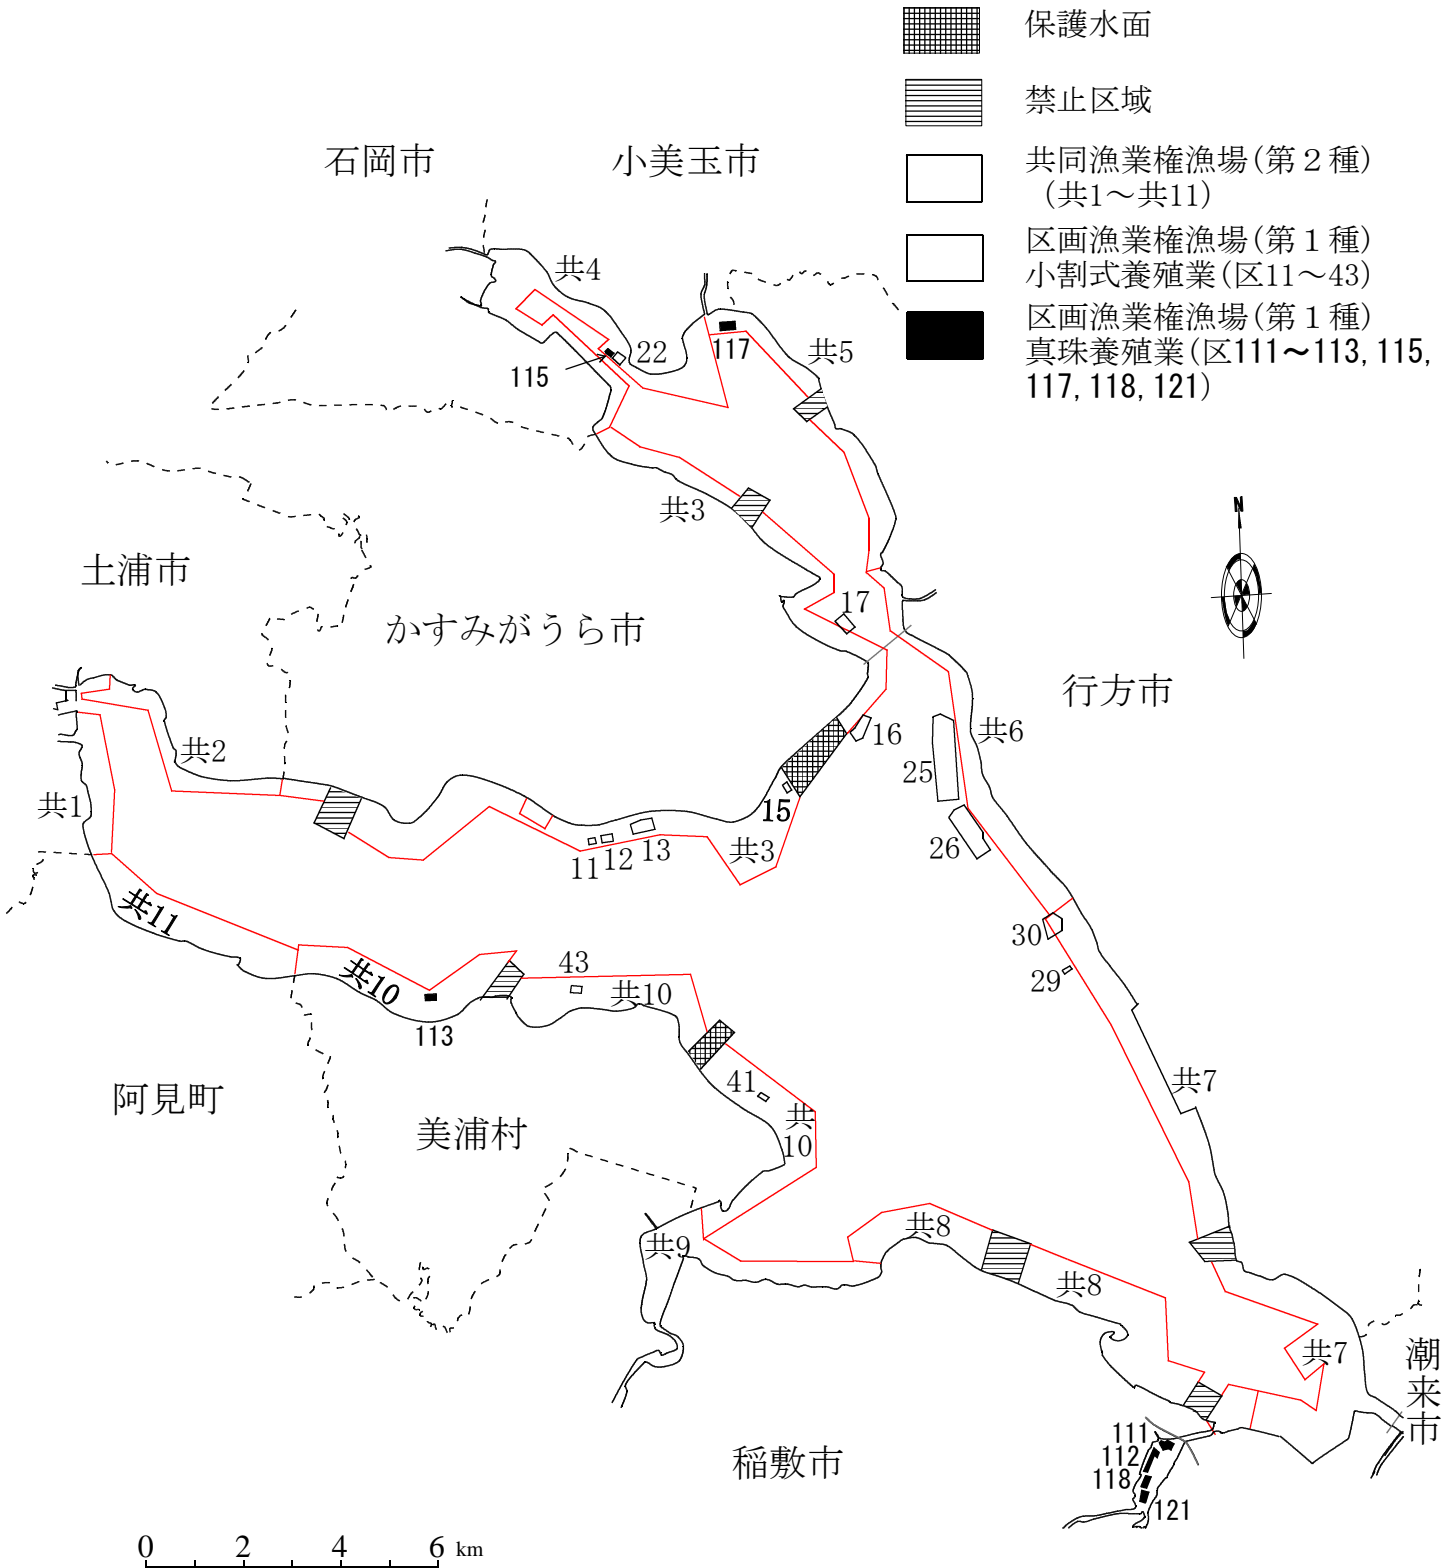 保護水面
禁止区域
共同漁業権漁場(第２種)
(共1～共11)
区画漁業権漁場(第１種)
小割式養殖業(区11～43)
区画漁業権漁場(第１種)
真珠養殖業(区111～113, 115,
117, 118, 121)
石岡市
小美玉市
共4
22
115
117
共5
共3
N
土浦市
かすみがうら市
17
行方市
共2
16
共6
25
共1
15
26
11
12
13
共3
共11
30
29
43
共10
共10
113
41
共7
阿見町
美浦村
共
10
共9
共8
共8
共7
潮来市
稲敷市
111
112
118
121
0 2 4 6 km